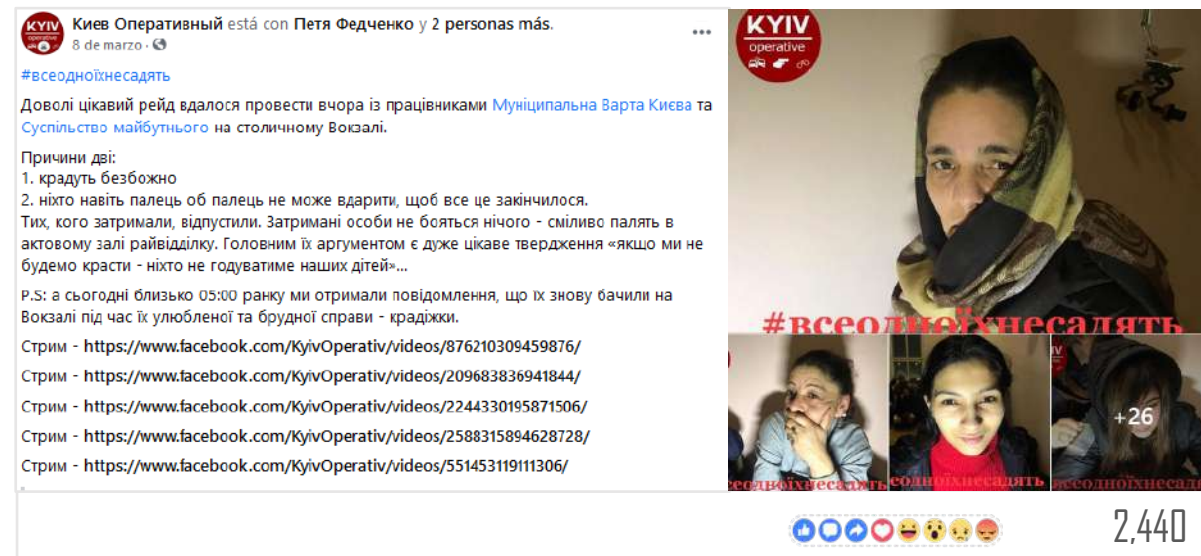 KYIV
operative
Киев Оперативный está con Петя Федченко y 2 personas más.
8 de marzo ·
#всеодноїхнесадять
Доволі цікавий рейд вдалося провести вчора із працівниками Муніципальна Варта Києва та
Суспільство майбутнього на столичному Вокзалі.
Причини дві:
1. крадуть безбожно
2. ніхто навіть палець об палець не може вдарити, щоб все це закінчилося.
Тих, кого затримали, відпустили. Затримані особи не бояться нічого - сміливо палять в
актовому залі райвідділку. Головним їх аргументом є дуже цікаве твердження «якщо ми не
будемо красти - ніхто не годуватиме наших дітей»...
P.S: а сьогодні близько 05:00 ранку ми отримали повідомлення, що їх знову бачили на
Вокзалі під час їх улюбленої та брудної справи - крадіжки.
Стрим - https://www.facebook.com/KyivOperativ/videos/876210309459876/
Стрим - https://www.facebook.com/KyivOperativ/videos/209683836941844/
Стрим - https://www.facebook.com/KyivOperativ/videos/2244330195871506/
Стрим - https://www.facebook.com/KyivOperativ/videos/2588315894628728/
Стрим - https://www.facebook.com/KyivOperativ/videos/551453119111306/
KYIV
operative
#всеодноїхнесадять
+26
всеодноїхнесадять
2,440